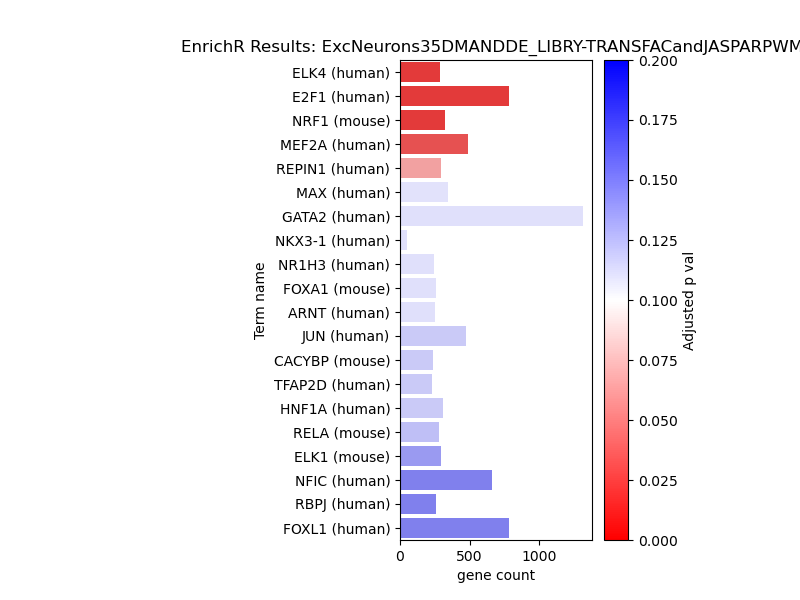 EnrichR Results: ExcNeurons35DMANDDE_LIBRY-TRANSFACandJASPARPWM
ELK4 (human)
E2F1 (human)
NRF1 (mouse)
MEF2A (human)
REPIN1 (human)
MAX (human)
GATA2 (human)
NKX3-1 (human)
NR1H3 (human)
FOXA1 (mouse)
ARNT (human)
JUN (human)
CACYBP (mouse)
TFAP2D (human)
HNF1A (human)
RELA (mouse)
ELK1 (mouse)
NFIC (human)
RBPJ (human)
FOXL1 (human)
Term name
0 500 1000
gene count
0.200
0.175
0.150
0.125
0.100
0.075
0.050
0.025
0.000
Adjusted p val